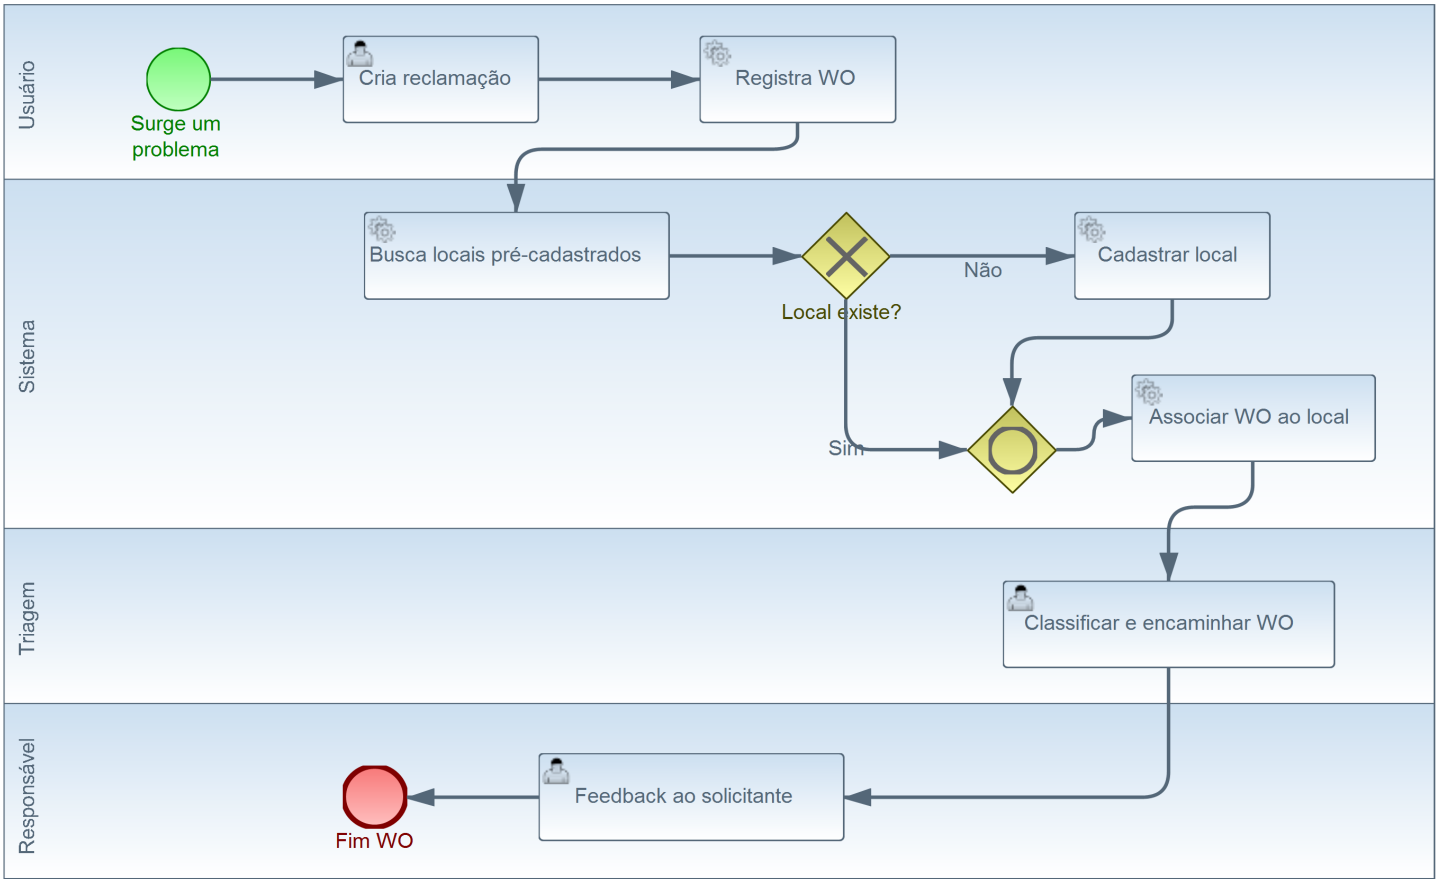 Usuário
Cria reclamação
Registra WO
Surge um
problema
Sistema
Busca locais pré-cadastrados
Cadastrar local
Não
Local existe?
Associar WO ao local
Sim
Triagem
Classificar e encaminhar WO
Responsável
Feedback ao solicitante
Fim WO